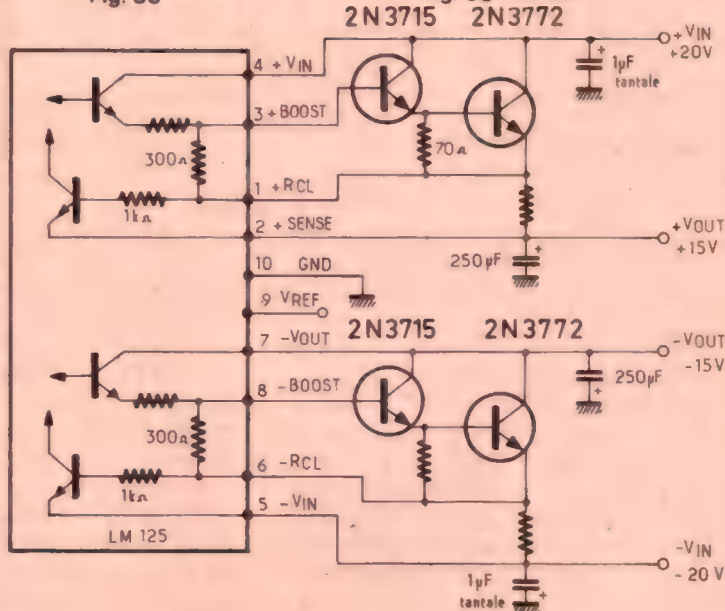 2N3715 2N3772
4 +VIN
+VIN
+20V
1µF
tantale
3 +BOOST
300Ω
70Ω
1 +RCL
1kΩ
2 + SENSE
+VOUT
+15V
250µF
10 GND
9 VREF
2N3715 2N3772
7 -VOUT
-VOUT
-15V
250µF
8 -BOOST
300Ω
6 -RCL
1kΩ
5 -VIN
LM 125
-VIN
- 20 V
1µF
tantale